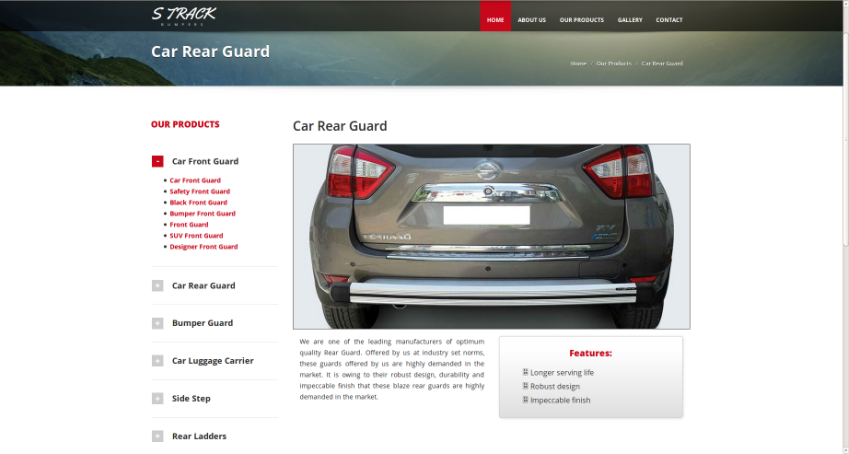 S TRACK
BUMPERS
HOME
ABOUT US
OUR PRODUCTS
GALLERY
CONTACT
Car Rear Guard
Home / Our Products / Car Rear Guard
OUR PRODUCTS
- Car Front Guard
Car Front Guard
Safety Front Guard
Black Front Guard
Bumper Front Guard
Front Guard
SUV Front Guard
Designer Front Guard
+ Car Rear Guard
+ Bumper Guard
+ Car Luggage Carrier
+ Side Step
+ Rear Ladders
Car Rear Guard
TERRANO
XV
We are one of the leading manufacturers of optimum
quality Rear Guard. Offered by us at industry set norms,
these guards offered by us are highly demanded in the
market. It is owing to their robust design, durability and
impeccable finish that these blaze rear guards are highly
demanded in the market.
Features:
Longer serving life
Robust design
Impeccable finish